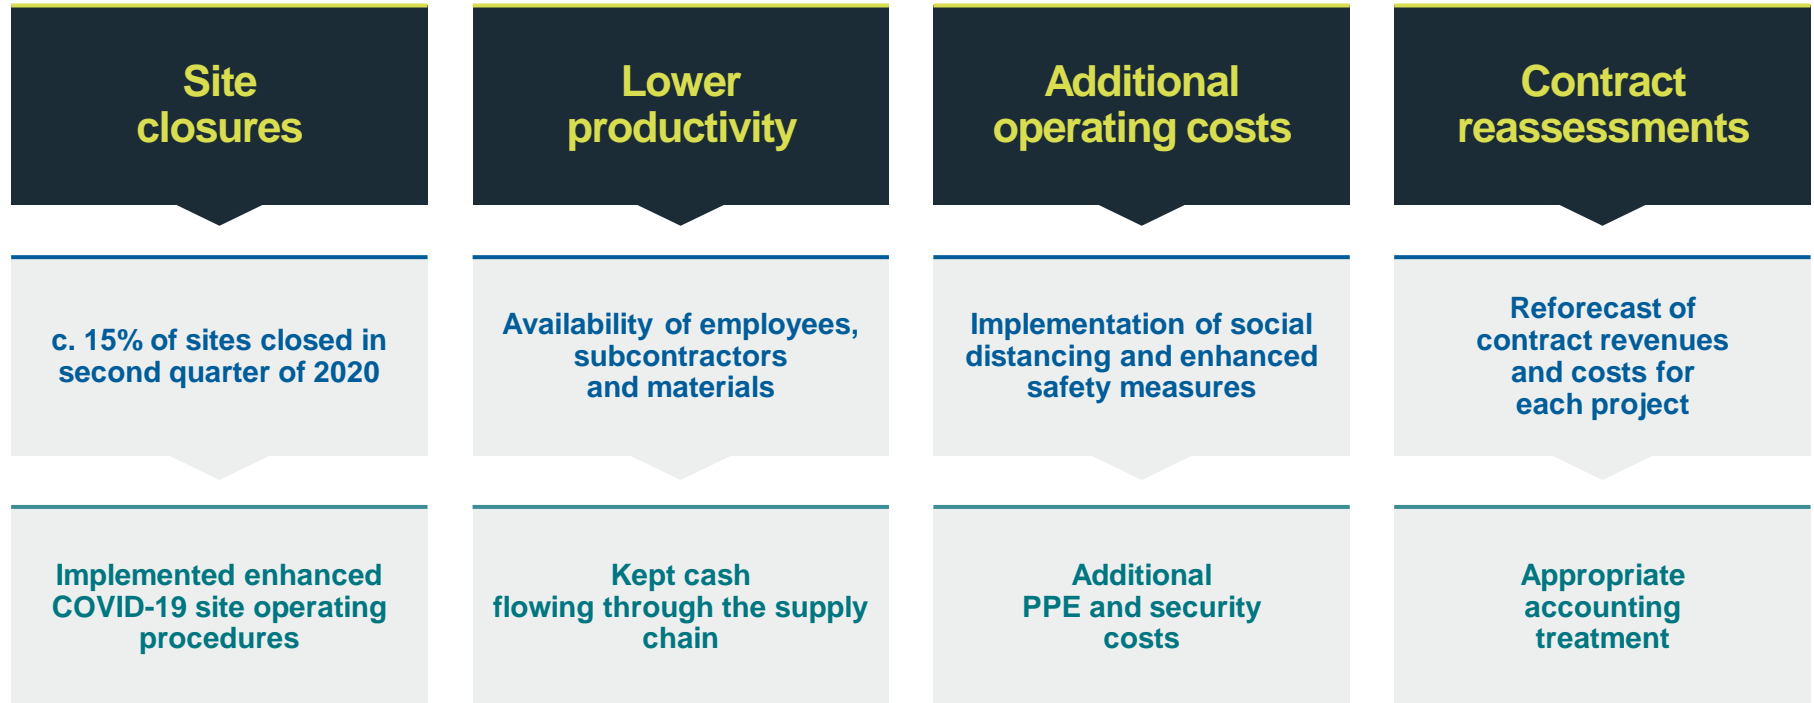 Site
closures
c. 15% of sites closed in
second quarter of 2020
Implemented enhanced
COVID-19 site operating
procedures
Lower
productivity
Availability of employees,
subcontractors
and materials
Kept cash
flowing through the supply
chain
Additional
operating costs
Implementation of social
distancing and enhanced
safety measures
Additional
PPE and security
costs
Contract
reassessments
Reforecast of
contract revenues
and costs for
each project
Appropriate
accounting
treatment